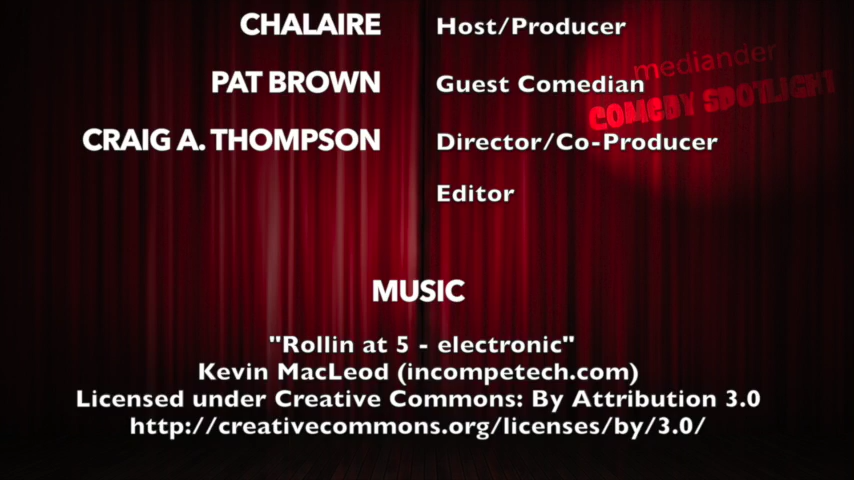 CHALAIRE Host/Producer
mediander
PAT BROWN Guest Comedian
COMEDY SPOTLIGHT
CRAIG A. THOMPSON Director/Co-Producer
Editor
MUSIC
"Rollin at 5 - electronic"
Kevin MacLeod (incompetech.com)
Licensed under Creative Commons: By Attribution 3.0
http://creativecommons.org/licenses/by/3.0/